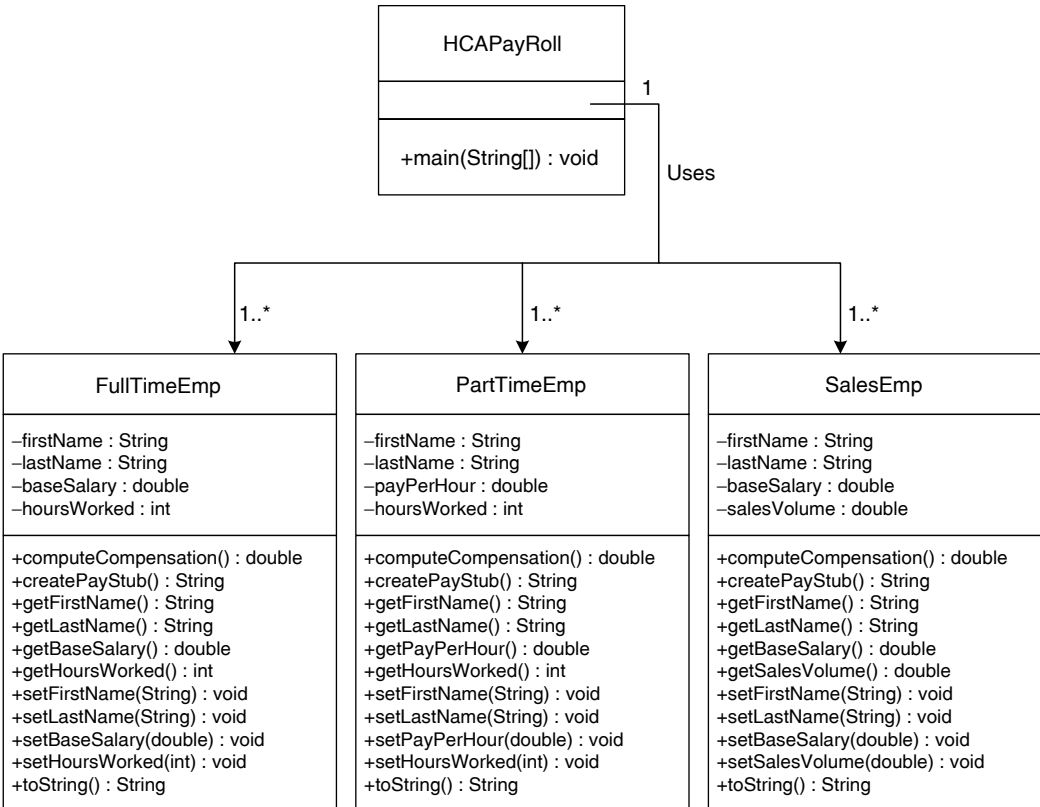 HCAPayRoll
1
+main(String[]) : void
Uses
1..*
1..*
1..*
FullTimeEmp
–firstName : String
–lastName : String
–baseSalary : double
–hoursWorked : int
+computeCompensation() : double
+createPayStub() : String
+getFirstName() : String
+getLastName() : String
+getBaseSalary() : double
+getHoursWorked() : int
+setFirstName(String) : void
+setLastName(String) : void
+setBaseSalary(double) : void
+setHoursWorked(int) : void
+toString() : String
PartTimeEmp
–firstName : String
–lastName : String
–payPerHour : double
–hoursWorked : int
+computeCompensation() : double
+createPayStub() : String
+getFirstName() : String
+getLastName() : String
+getPayPerHour() : double
+getHoursWorked() : int
+setFirstName(String) : void
+setLastName(String) : void
+setPayPerHour(double) : void
+setHoursWorked(int) : void
+toString() : String
SalesEmp
–firstName : String
–lastName : String
–baseSalary : double
–salesVolume : double
+computeCompensation() : double
+createPayStub() : String
+getFirstName() : String
+getLastName() : String
+getBaseSalary() : double
+getSalesVolume() : double
+setFirstName(String) : void
+setLastName(String) : void
+setBaseSalary(double) : void
+setSalesVolume(double) : void
+toString() : String